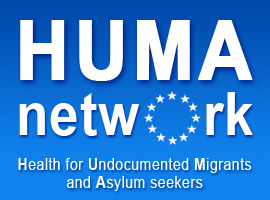 HUMA
network
Health for Undocumented Migrants
and Asylum seekers